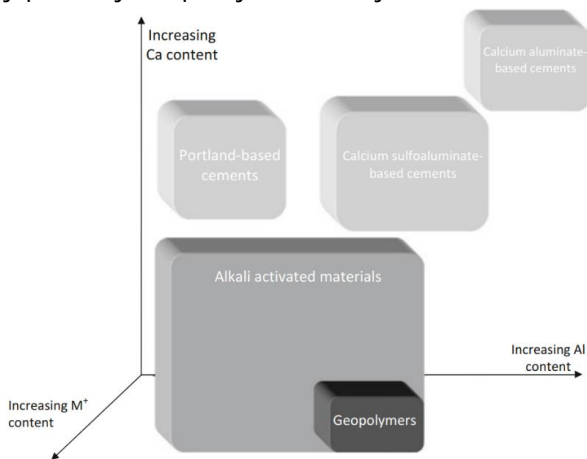 Increasing
Ca content
Calcium aluminate-
based cements
Portland-based
cements
Calcium sulfoaluminate-
based cements
Alkali activated materials
Increasing Al
content
Increasing M⁺
content
Geopolymers